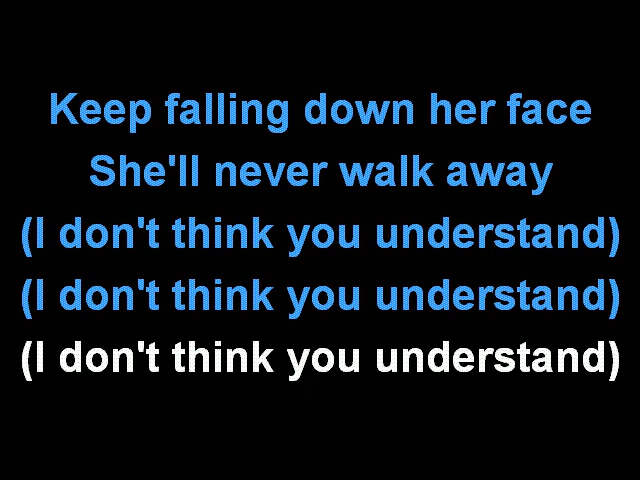 Keep falling down her face
She'll never walk away
(I don't think you understand)
(I don't think you understand)
(I don't think you understand)